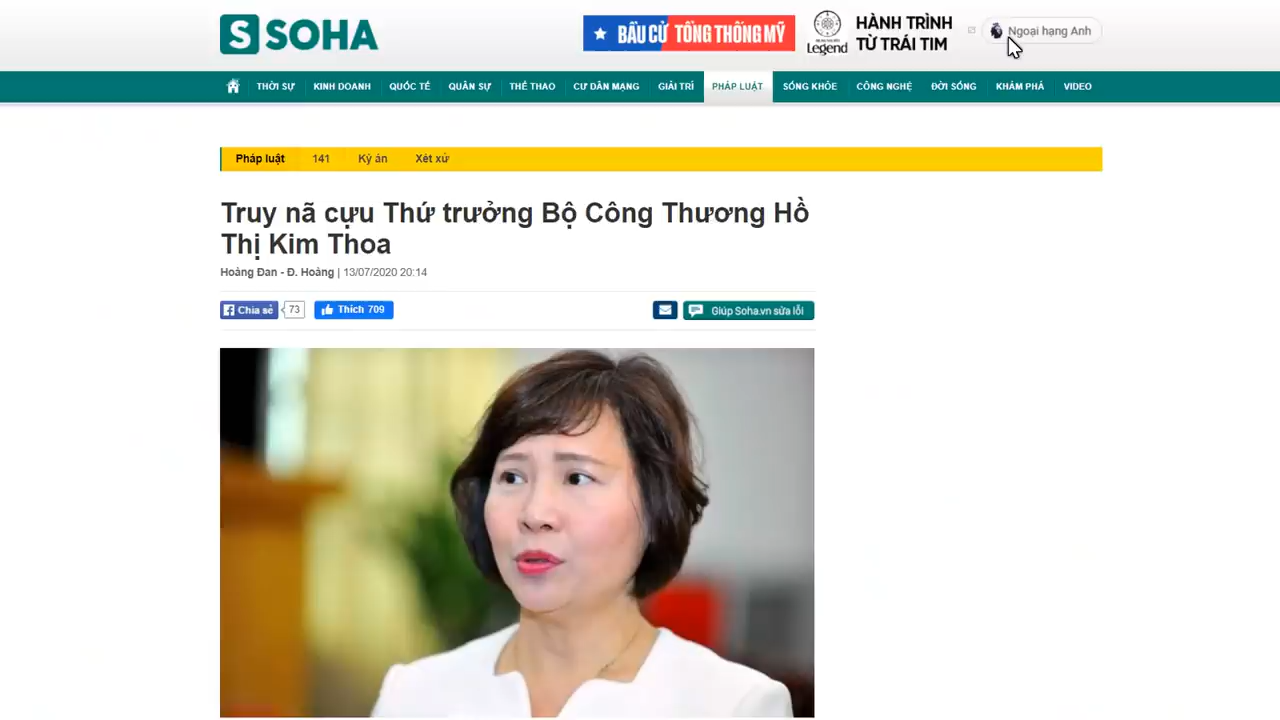 SOHA
BẦU CỬ TỔNG THỐNG MỸ
Legend
HÀNH TRÌNH
TỪ TRÁI TIM
Ngoại hạng Anh
THỜI SỰ KINH DOANH QUỐC TẾ QUÂN SỰ THỂ THAO CƯ DÂN MẠNG GIẢI TRÍ PHÁP LUẬT SỐNG KHỎE CÔNG NGHỆ ĐỜI SỐNG KHÁM PHÁ VIDEO
Pháp luật 141 Kỳ án Xét xử
Truy nã cựu Thứ trưởng Bộ Công Thương Hồ
Thị Kim Thoa
Hoàng Đan - Đ. Hoàng | 13/07/2020 20:14
Chia sẻ 73 Thích 709 Giúp Soha.vn sửa lỗi